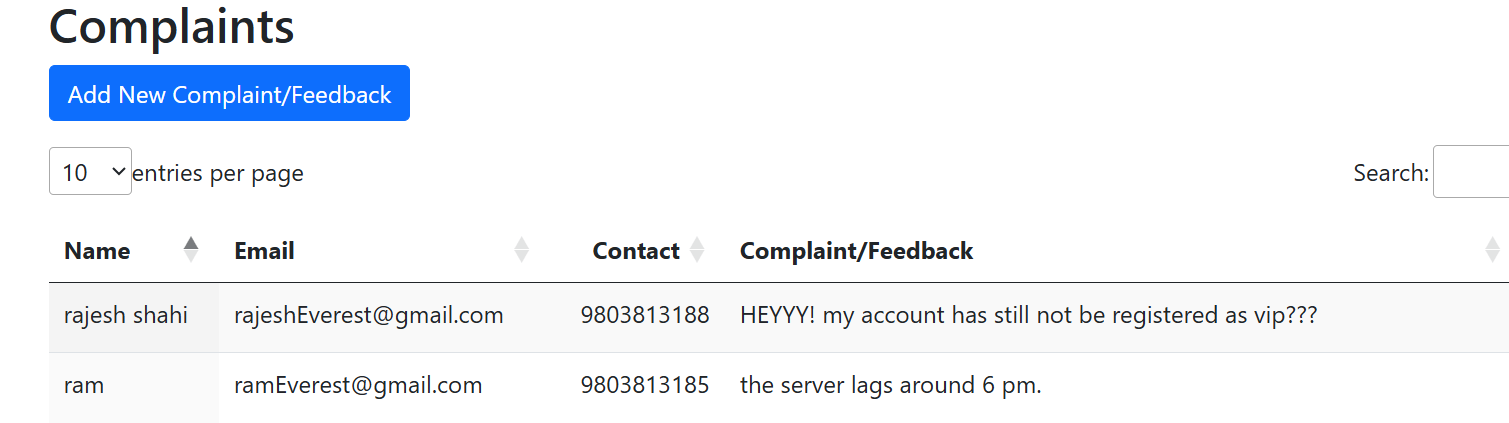 Complaints
Add New Complaint/Feedback
10 entries per page Search:
Name Email Contact Complaint/Feedback
rajesh shahi rajeshEverest@gmail.com 9803813188 HEYYY! my account has still not be registered as vip???
ram ramEverest@gmail.com 9803813185 the server lags around 6 pm.